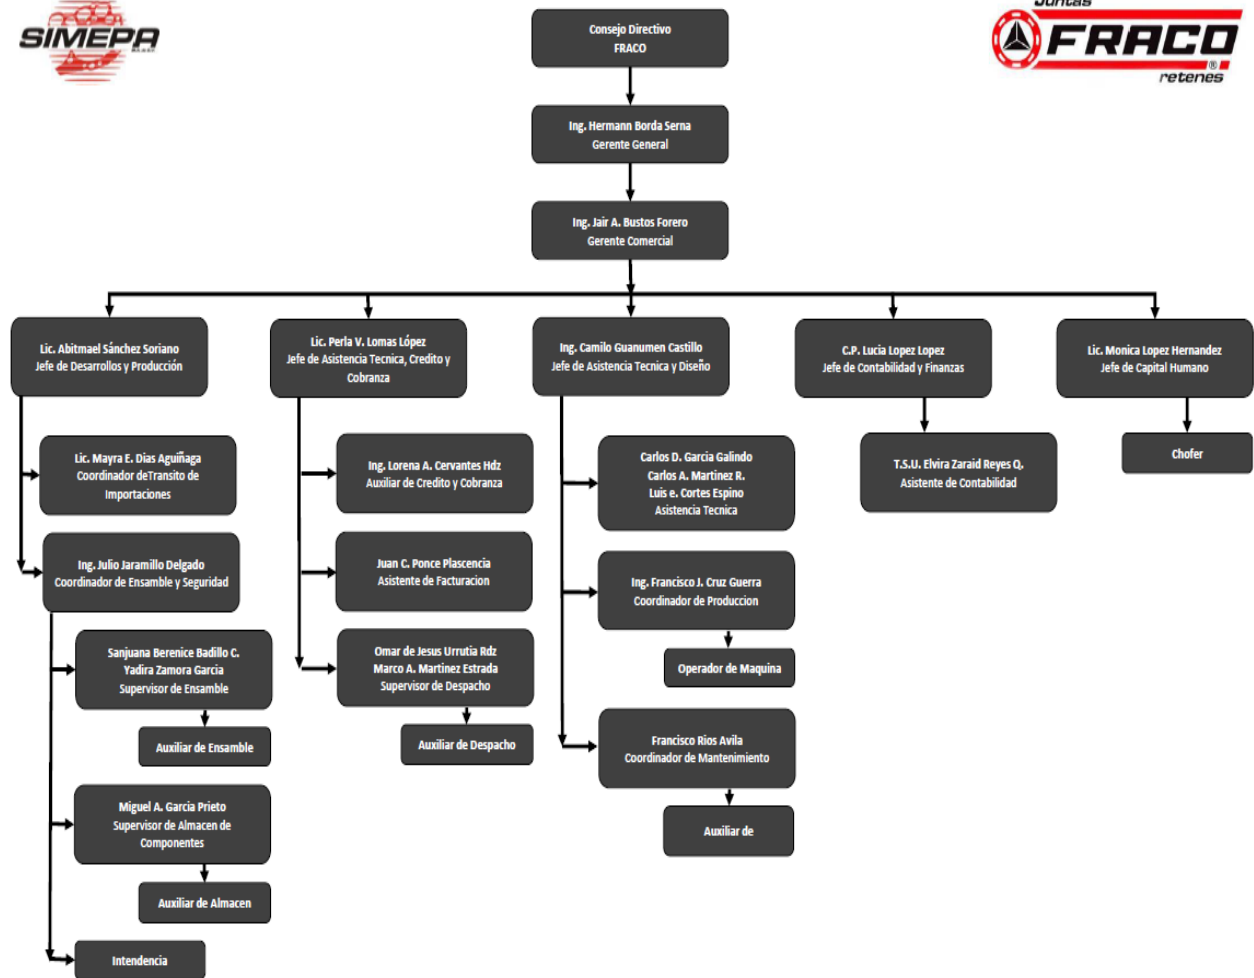 SIMEPA
Juntas
FRACO
®
retenes
Consejo Directivo
FRACO
Ing. Hermann Borda Serna
Gerente General
Ing. Jair A. Bustos Forero
Gerente Comercial
Lic. Abitmael Sánchez Soriano
Jefe de Desarrollos y Producción
Lic. Mayra E. Dias Aguiñaga
Coordinador deTransito de
Importaciones
Ing. Julio Jaramillo Delgado
Coordinador de Ensamble y Seguridad
Sanjuana Berenice Badillo C.
Yadira Zamora Garcia
Supervisor de Ensamble
Auxiliar de Ensamble
Miguel A. Garcia Prieto
Supervisor de Almacen de
Componentes
Auxiliar de Almacen
Intendencia
Lic. Perla V. Lomas López
Jefe de Asistencia Tecnica, Credito y
Cobranza
Ing. Lorena A. Cervantes Hdz
Auxiliar de Credito y Cobranza
Juan C. Ponce Plascencia
Asistente de Facturacion
Omar de Jesus Urrutia Rdz
Marco A. Martinez Estrada
Supervisor de Despacho
Auxiliar de Despacho
Ing. Camilo Guanumen Castillo
Jefe de Asistencia Tecnica y Diseño
Carlos D. Garcia Galindo
Carlos A. Martinez R.
Luis e. Cortes Espino
Asistencia Tecnica
Ing. Francisco J. Cruz Guerra
Coordinador de Produccion
Operador de Maquina
Francisco Rios Avila
Coordinador de Mantenimiento
Auxiliar de
C.P. Lucia Lopez Lopez
Jefe de Contabilidad y Finanzas
T.S.U. Elvira Zaraid Reyes Q.
Asistente de Contabilidad
Lic. Monica Lopez Hernandez
Jefe de Capital Humano
Chofer